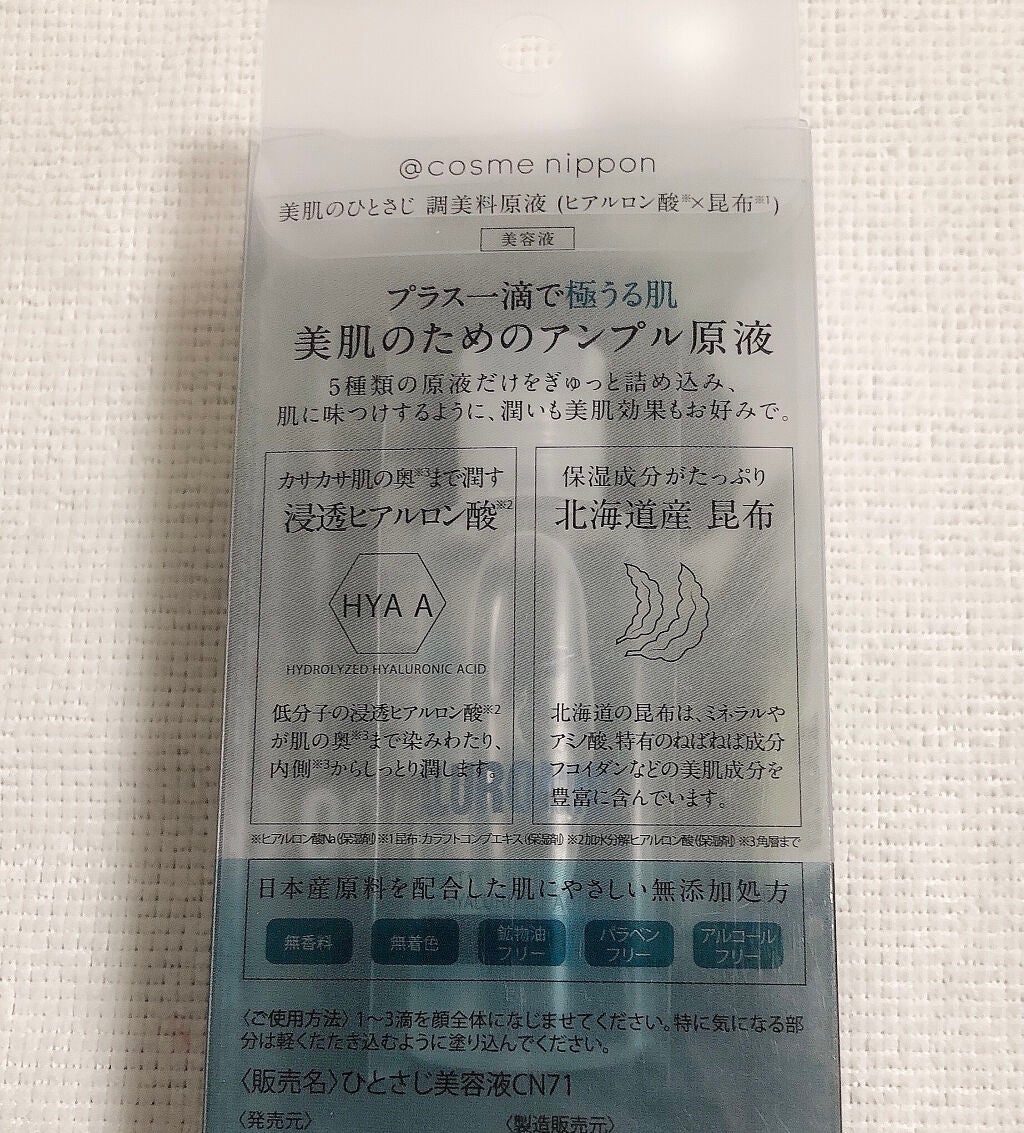 @cosme nippon
美肌のひとさじ 調美料原液 (ヒアルロン酸※×昆布※1)
美容液
プラス一滴で極うる肌
美肌のためのアンプル原液
5種類の原液だけをぎゅっと詰め込み、
肌に味つけするように、潤いも美肌効果もお好みで。
カサカサ肌の奥※3まで潤す
浸透ヒアルロン酸※2
HYA A
HYDROLYZED HYALURONIC ACID
低分子の浸透ヒアルロン酸※2
が肌の奥※3まで染みわたり、
内側※3からしっとり潤します。
保湿成分がたっぷり
北海道産 昆布
北海道の昆布は、ミネラルや
アミノ酸、特有のねばねば成分
フコイダンなどの美肌成分を
豊富に含んでいます。
※ヒアルロン酸Na(保湿剤) ※1 昆布:カラフトコンブエキス(保湿剤) ※2 加水分解ヒアルロン酸(保湿剤) ※3 角層まで
日本産原料を配合した肌にやさしい無添加処方
無香料
無着色
鉱物油
フリー
パラベン
フリー
アルコール
フリー
〈ご使用方法〉1〜3滴を顔全体になじませてください。特に気になる部
分は軽くたたき込むように塗り込んでください。
〈販売名〉ひとさじ美容液CN71
〈発売元〉
〈製造販売元〉